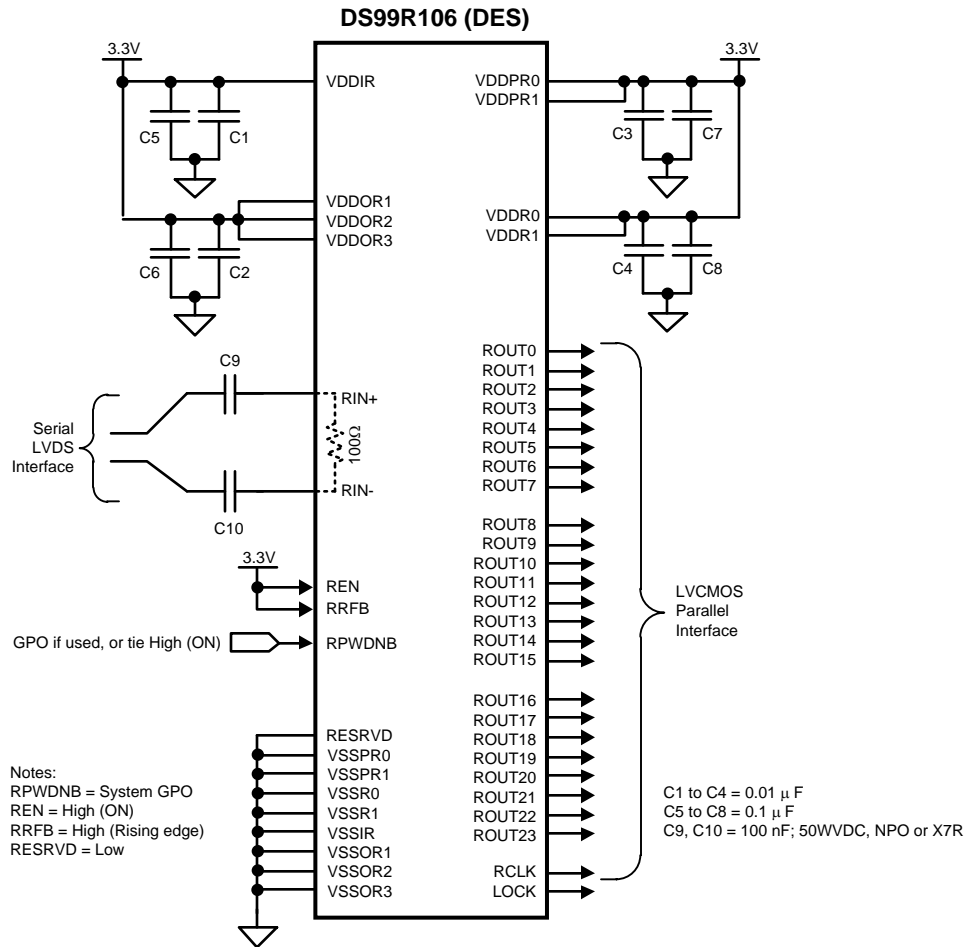 DS99R106 (DES)
3.3V
VDDIR
C5
C1
VDDOR1
VDDOR2
VDDOR3
C6
C2
3.3V
VDDPR0
VDDPR1
C3
C7
VDDR0
VDDR1
C4
C8
C9
RIN+
100Ω
RIN-
C10
Serial
LVDS
Interface
3.3V
REN
RRFB
GPO if used, or tie High (ON)
RPWDNB
RESRVD
VSSPR0
VSSPR1
VSSR0
VSSR1
VSSIR
VSSOR1
VSSOR2
VSSOR3
ROUT0
ROUT1
ROUT2
ROUT3
ROUT4
ROUT5
ROUT6
ROUT7
ROUT8
ROUT9
ROUT10
ROUT11
ROUT12
ROUT13
ROUT14
ROUT15
ROUT16
ROUT17
ROUT18
ROUT19
ROUT20
ROUT21
ROUT22
ROUT23
RCLK
LOCK
LVCMOS
Parallel
Interface
Notes:
RPWDNB = System GPO
REN = High (ON)
RRFB = High (Rising edge)
RESRVD = Low
C1 to C4 = 0.01 μF
C5 to C8 = 0.1 μF
C9, C10 = 100 nF; 50WVDC, NPO or X7R